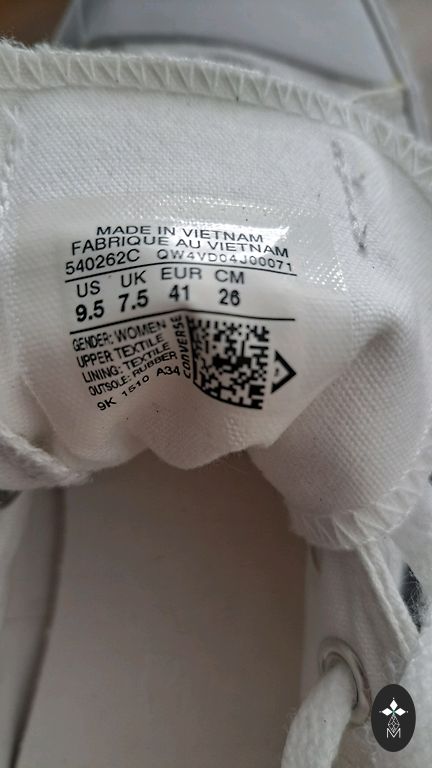 MADE IN VIETNAM
FABRIQUE AU VIETNAM
540262C QW4VD04J00071
US UK EUR CM
9.5 7.5 41 26
GENDER: WOMEN
UPPER: TEXTILE
LINING: TEXTILE
OUTSOLE: RUBBER
9K 1510 A34
CONVERSE
M